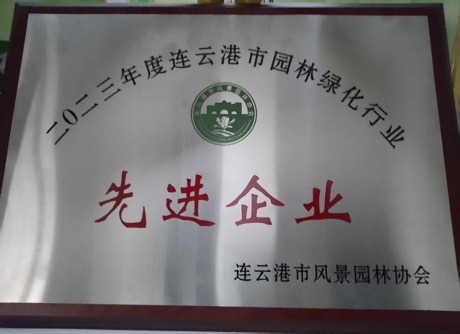 二〇二三年度连云港市园林绿化行业
先进企业
连云港市风景园林协会